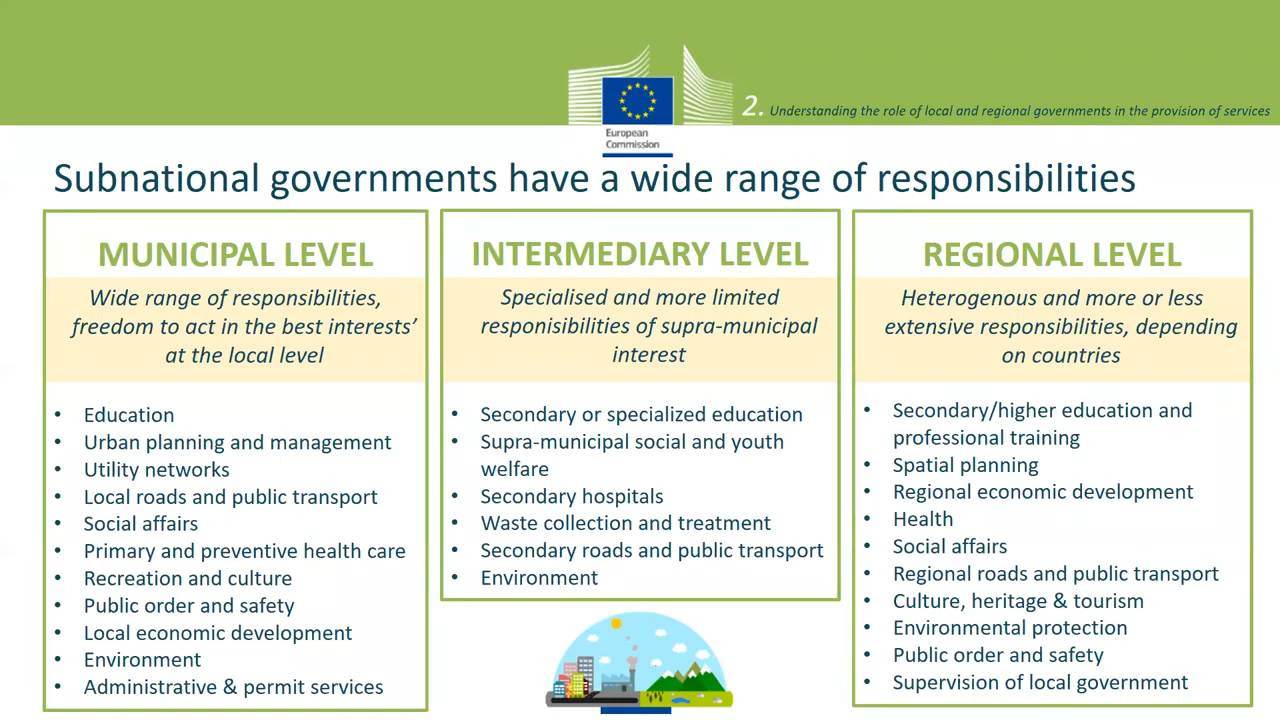 European
Commission
2. Understanding the role of local and regional governments in the provision of services
Subnational governments have a wide range of responsibilities
MUNICIPAL LEVEL
Wide range of responsibilities,
freedom to act in the best interests’
at the local level
• Education
• Urban planning and management
• Utility networks
• Local roads and public transport
• Social affairs
• Primary and preventive health care
• Recreation and culture
• Public order and safety
• Local economic development
• Environment
• Administrative & permit services
INTERMEDIARY LEVEL
Specialised and more limited
responisibilities of supra-municipal
interest
• Secondary or specialized education
• Supra-municipal social and youth
welfare
• Secondary hospitals
• Waste collection and treatment
• Secondary roads and public transport
• Environment
REGIONAL LEVEL
Heterogenous and more or less
extensive responsibilities, depending
on countries
• Secondary/higher education and
professional training
• Spatial planning
• Regional economic development
• Health
• Social affairs
• Regional roads and public transport
• Culture, heritage & tourism
• Environmental protection
• Public order and safety
• Supervision of local government